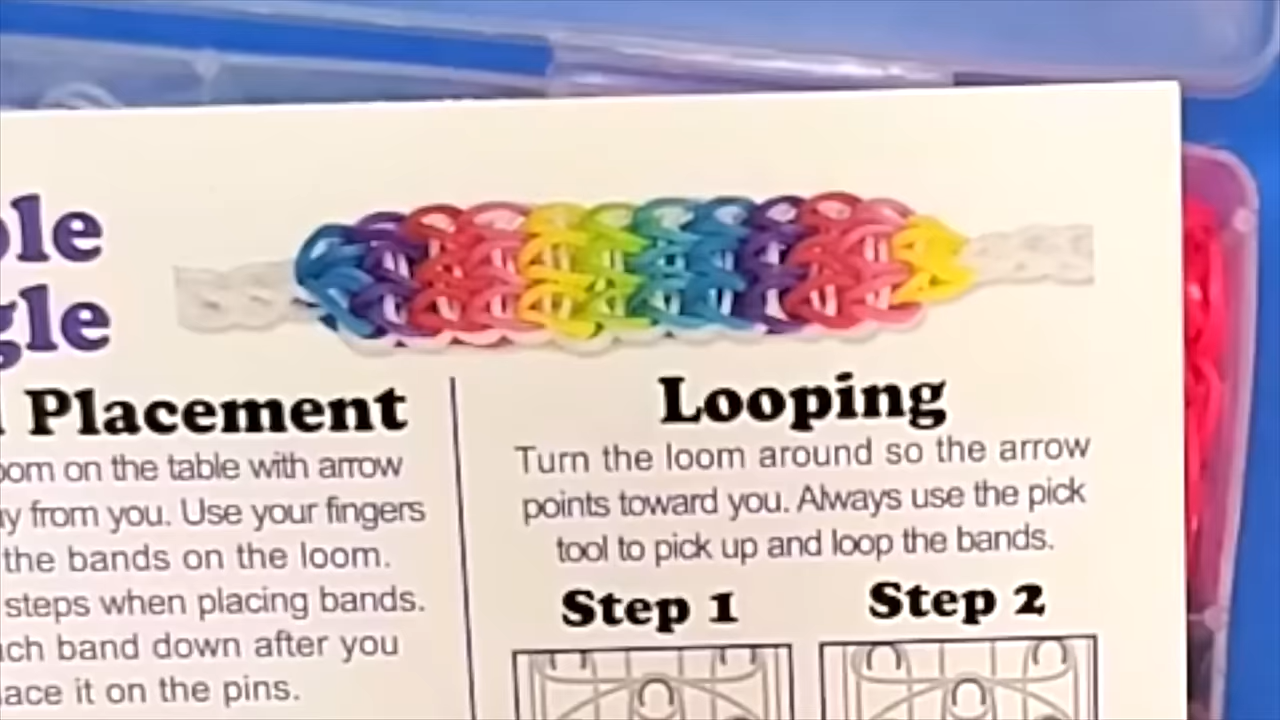 ple
gle
Placement
oom on the table with arrow
y from you. Use your fingers
the bands on the loom.
steps when placing bands.
ch band down after you
lace it on the pins.
Looping
Turn the loom around so the arrow
points toward you. Always use the pick
tool to pick up and loop the bands.
Step 1
Step 2